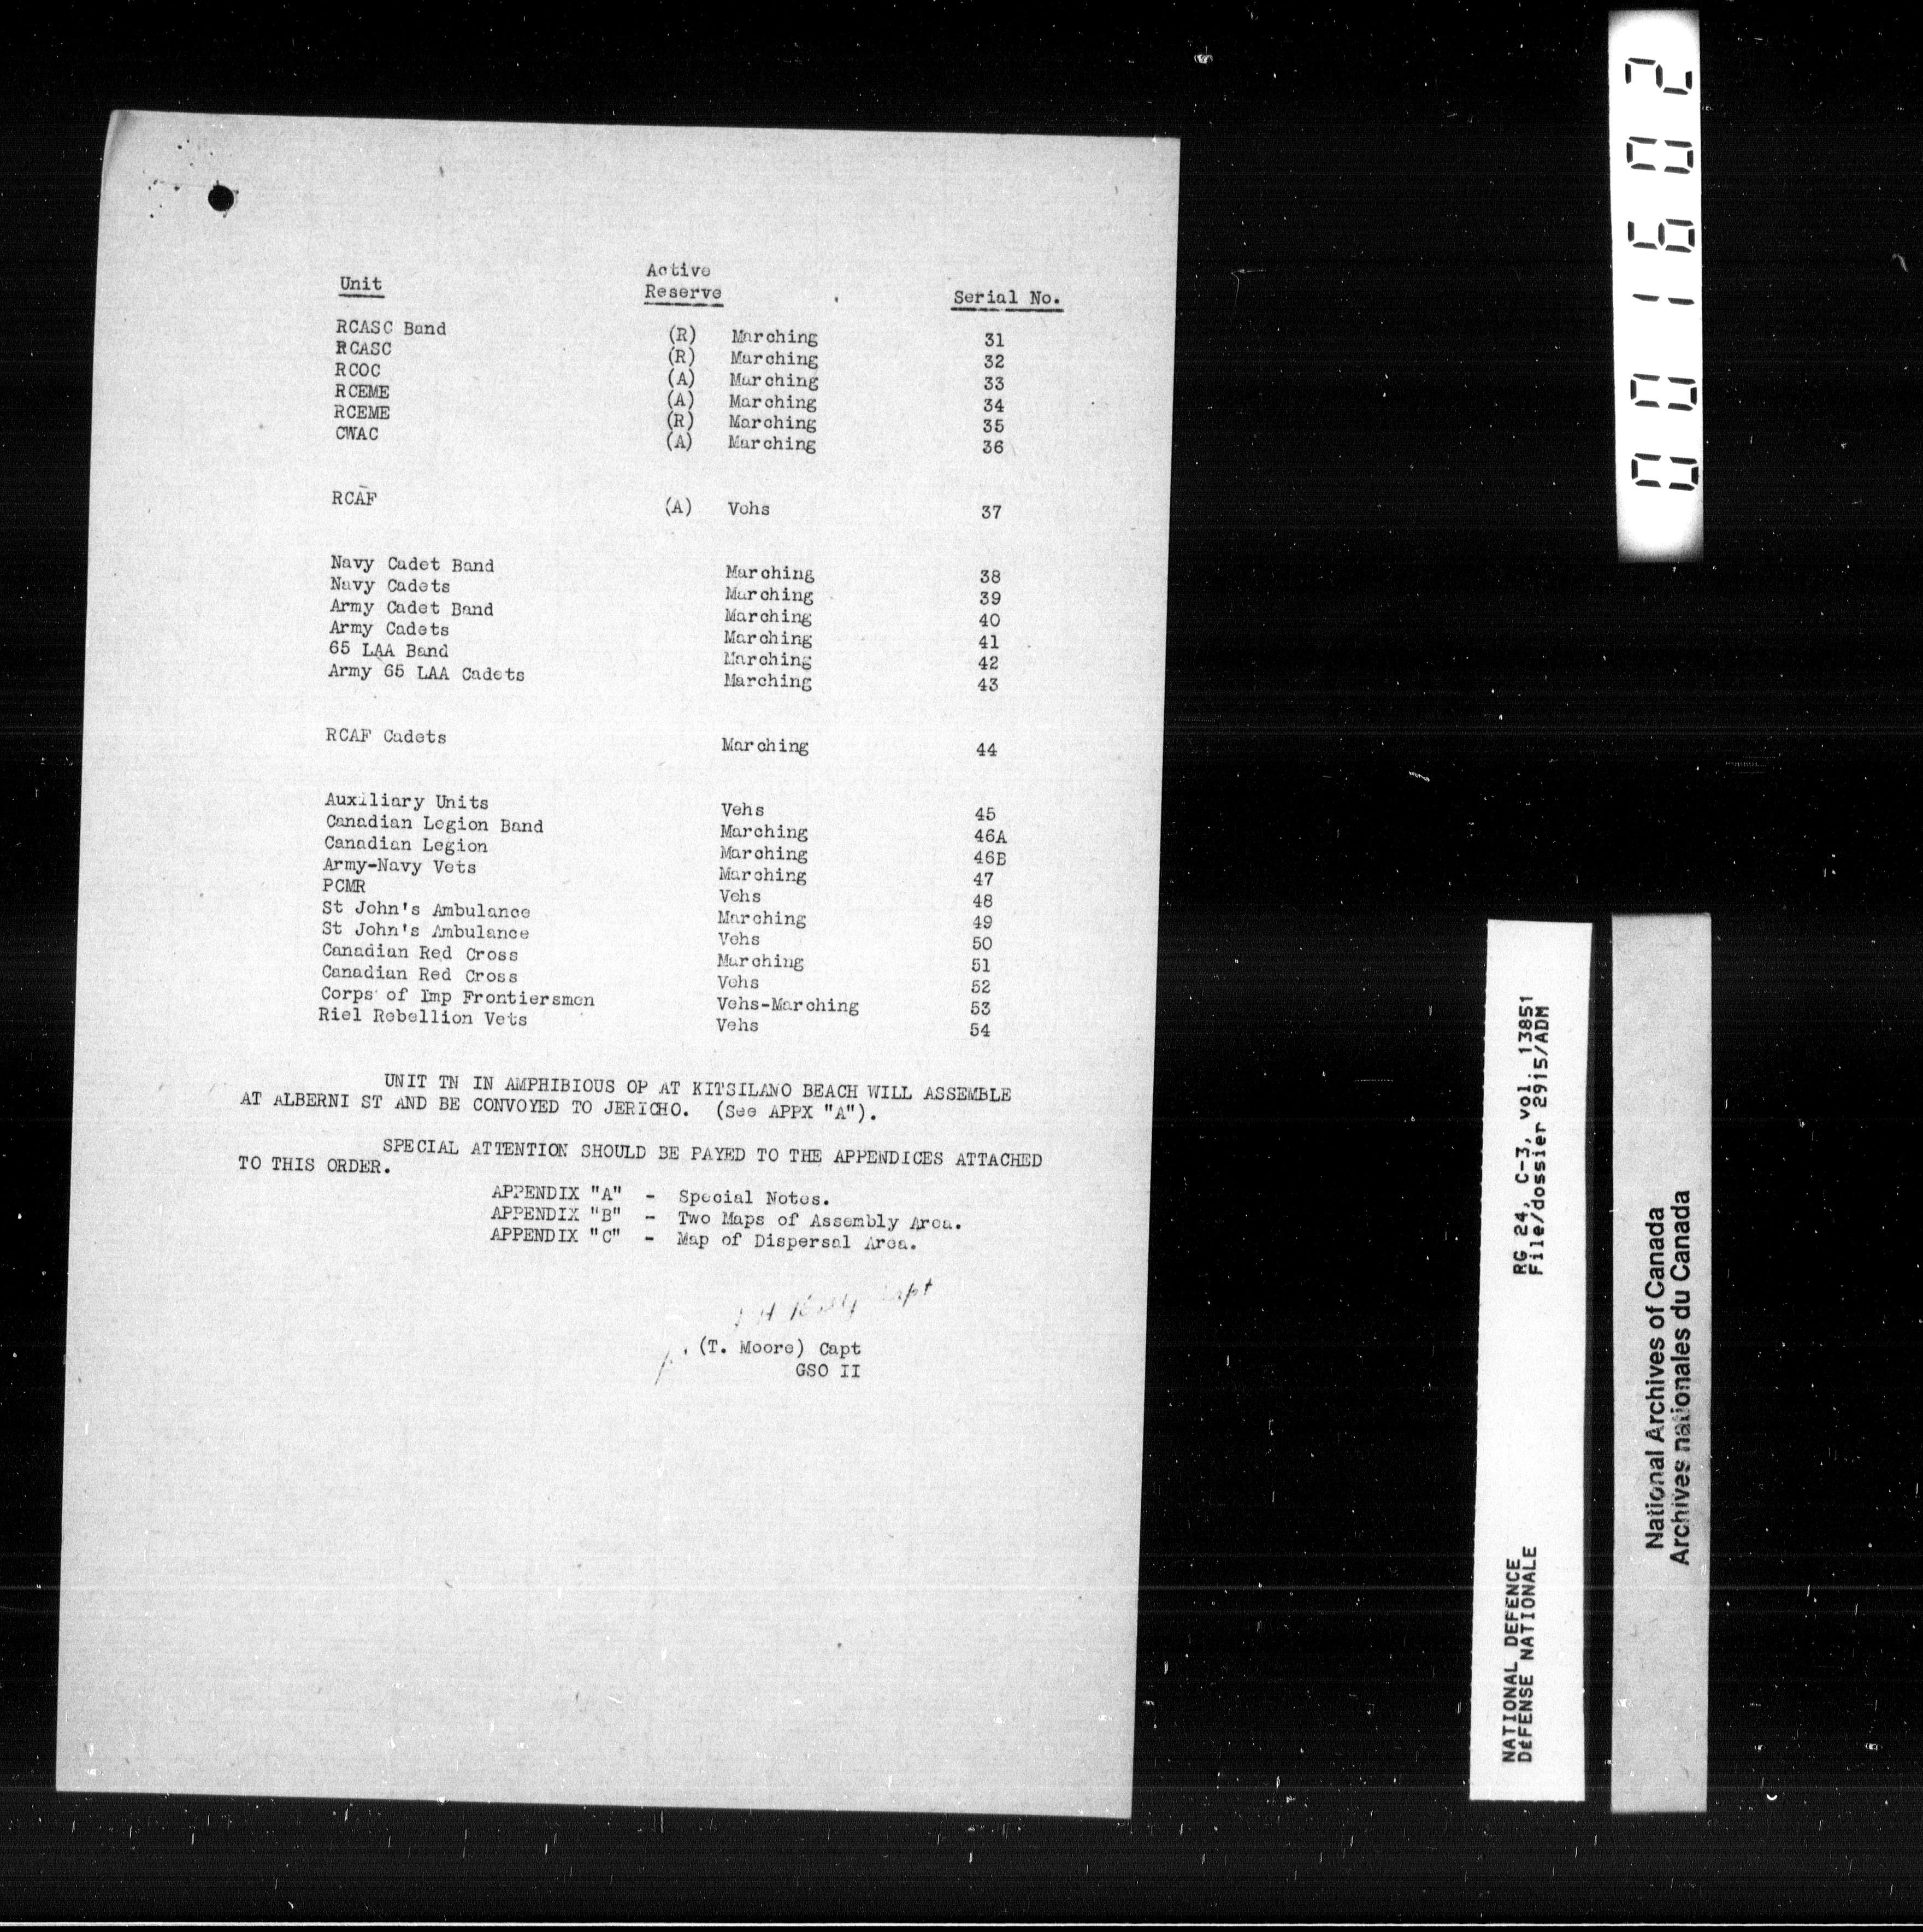 Unit Active Reserve Serial No.
RCASC Band (R) Marching 31
RCASC (R) Marching 32
RCOC (A) Marching 33
RCEME (A) Marching 34
RCEME (R) Marching 35
CWAC (A) Marching 36
RCAF (A) Vehs 37
Navy Cadet Band Marching 38
Navy Cadets Marching 39
Army Cadet Band Marching 40
Army Cadets Marching 41
65 LAA Band Marching 42
Army 65 LAA Cadets Marching 43
RCAF Cadets Marching 44
Auxiliary Units Vehs 45
Canadian Legion Band Marching 46A
Canadian Legion Marching 46B
Army-Navy Vets Marching 47
PCMR Vehs 48
St John's Ambulance Marching 49
St John's Ambulance Vehs 50
Canadian Red Cross Marching 51
Canadian Red Cross Vehs 52
Corps of Imp Frontiersmen Vehs-Marching 53
Riel Rebellion Vets Vehs 54
UNIT TN IN AMPHIBIOUS OP AT KITSILANO BEACH WILL ASSEMBLE
AT ALBERNI ST AND BE CONVOYED TO JERICHO. (See APPX "A").
SPECIAL ATTENTION SHOULD BE PAYED TO THE APPENDICES ATTACHED
TO THIS ORDER.
APPENDIX "A" - Special Notes.
APPENDIX "B" - Two Maps of Assembly Area.
APPENDIX "C" - Map of Dispersal Area.
Capt
(T. Moore) Capt
GSO II
001602
RG 24, C-3, vol. 13851
File/dossier 2915/ADM
NATIONAL DEFENCE
DÉFENSE NATIONALE
National Archives of Canada
Archives nationales du Canada